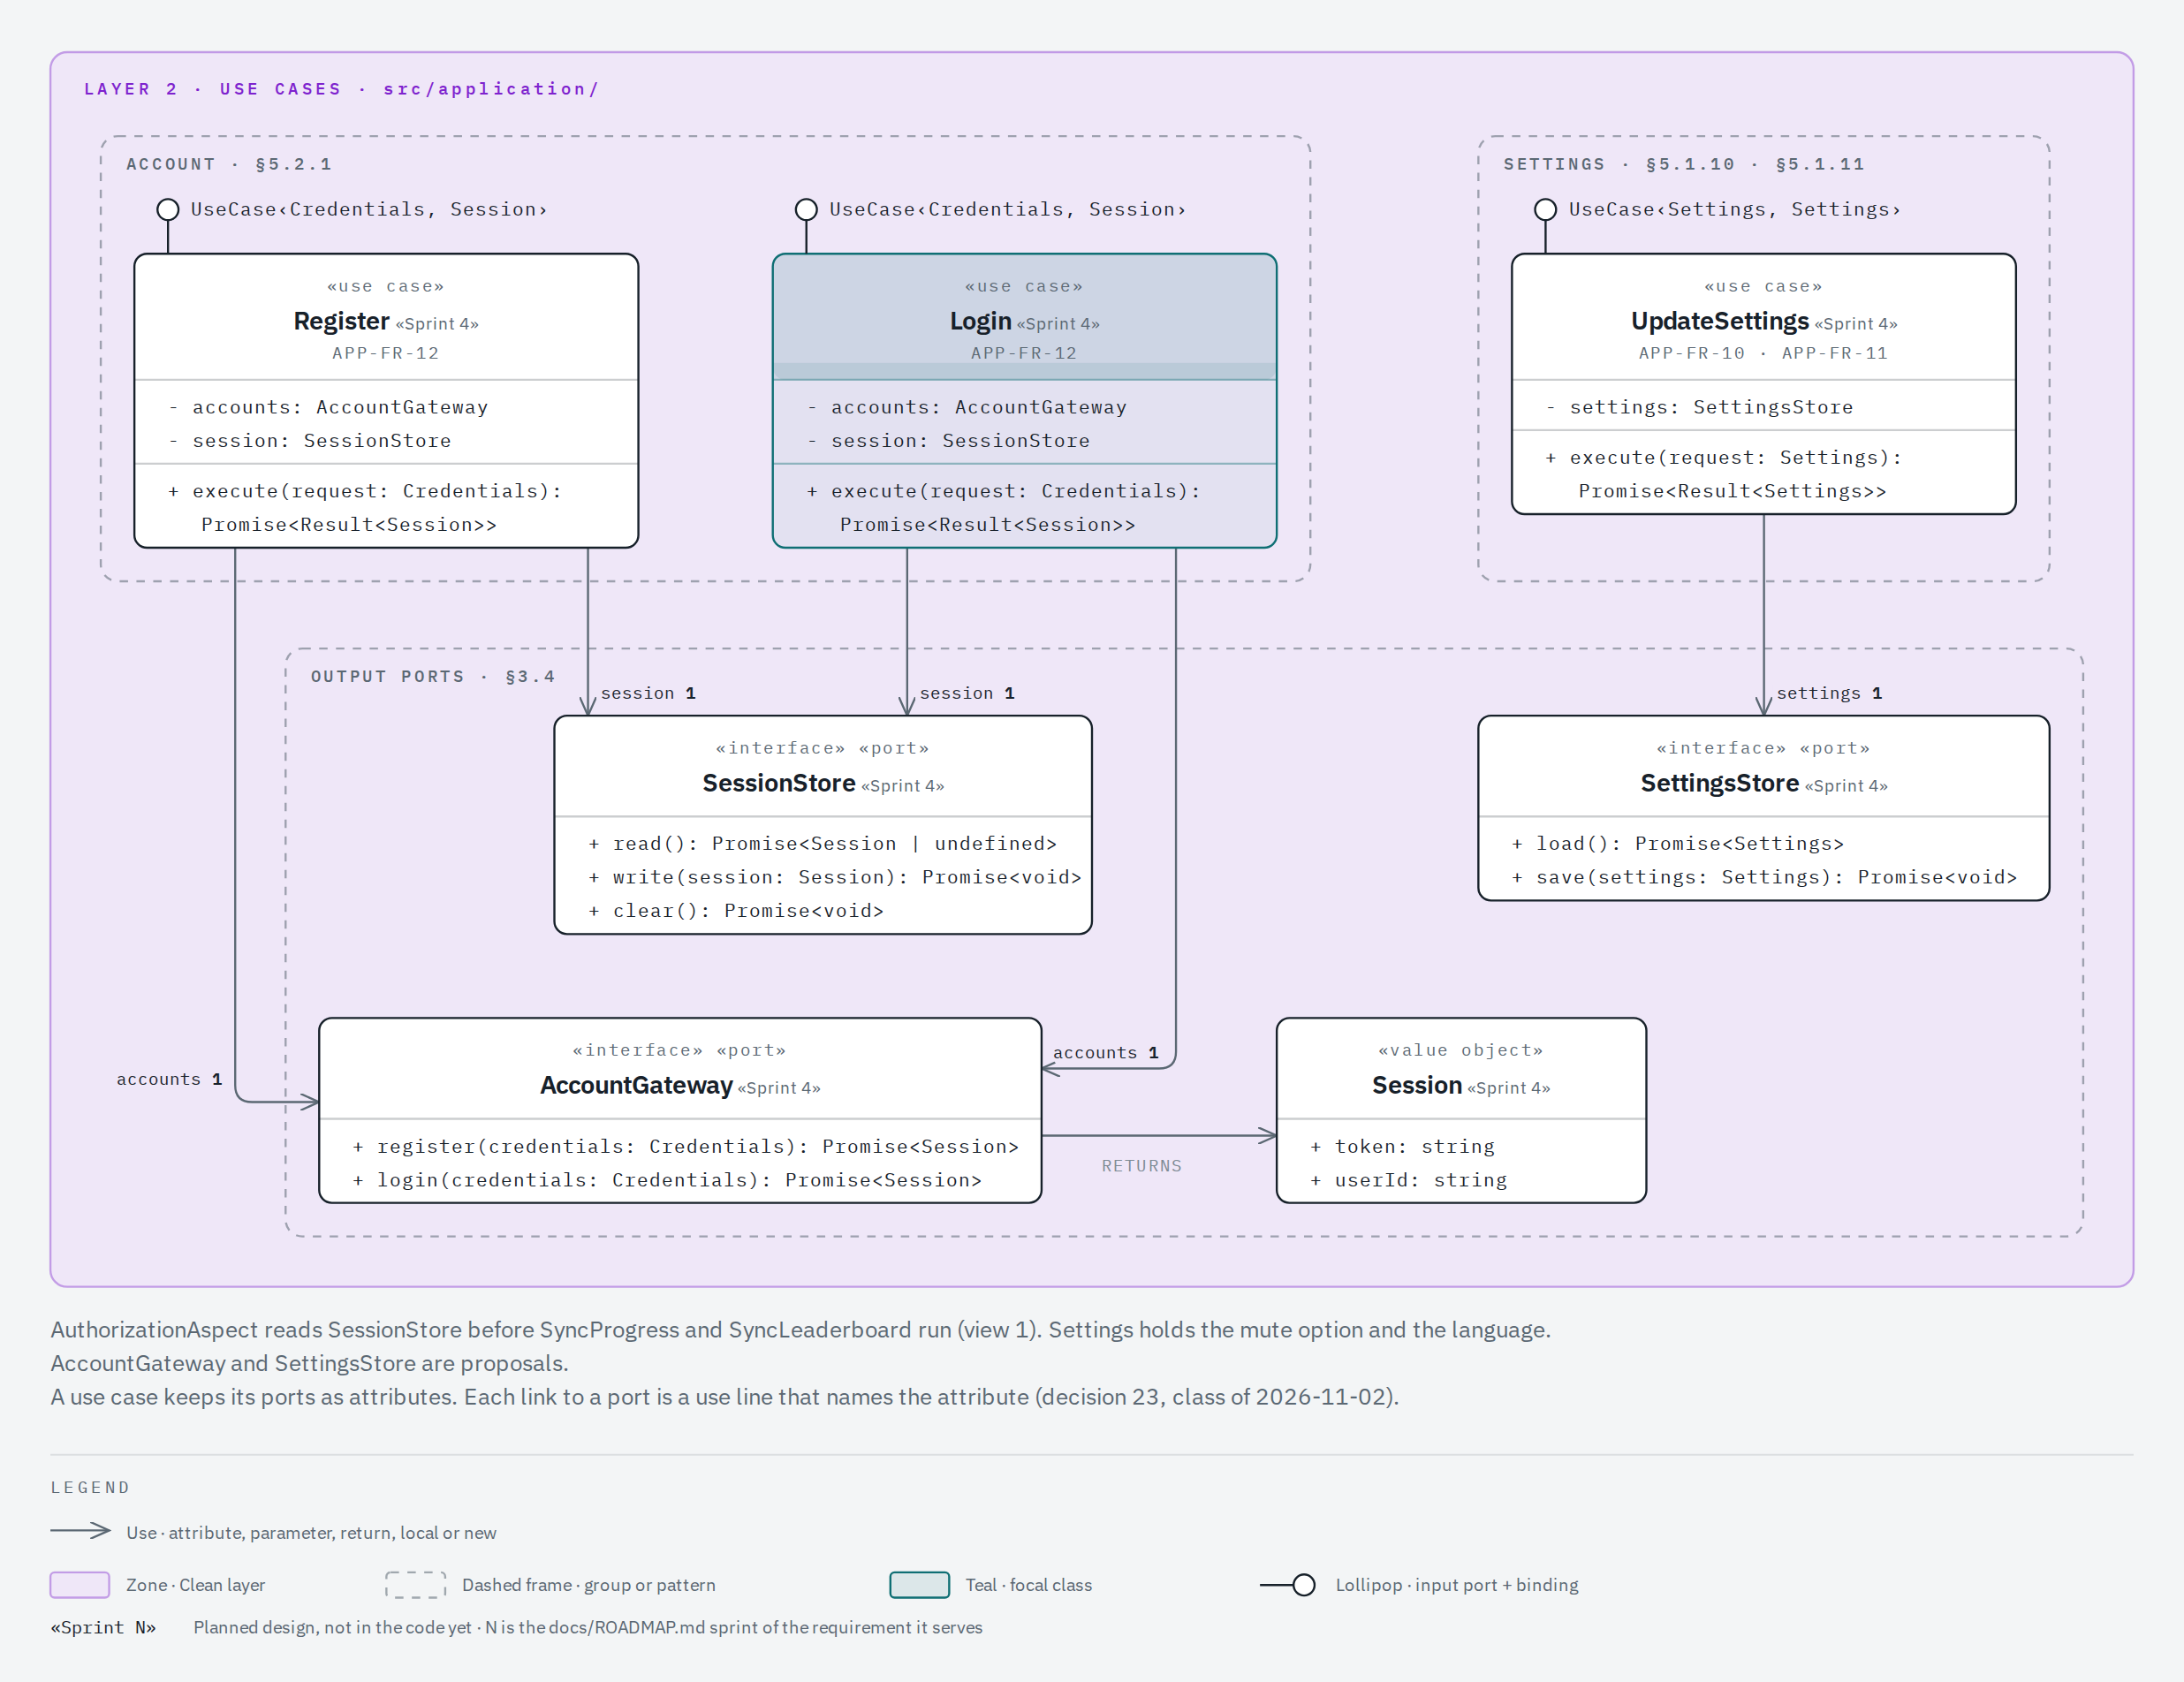 LAYER 2 · USE CASES · src/application/
ACCOUNT · §5.2.1
UseCase‹Credentials, Session›
«use case»
Register «Sprint 4»
APP-FR-12
- accounts: AccountGateway
- session: SessionStore
+ execute(request: Credentials):
Promise<Result<Session>>
UseCase‹Credentials, Session›
«use case»
Login «Sprint 4»
APP-FR-12
- accounts: AccountGateway
- session: SessionStore
+ execute(request: Credentials):
Promise<Result<Session>>
SETTINGS · §5.1.10 · §5.1.11
UseCase‹Settings, Settings›
«use case»
UpdateSettings «Sprint 4»
APP-FR-10 · APP-FR-11
- settings: SettingsStore
+ execute(request: Settings):
Promise<Result<Settings>>
OUTPUT PORTS · §3.4
session 1
session 1
settings 1
«interface» «port»
SessionStore «Sprint 4»
+ read(): Promise<Session | undefined>
+ write(session: Session): Promise<void>
+ clear(): Promise<void>
«interface» «port»
SettingsStore «Sprint 4»
+ load(): Promise<Settings>
+ save(settings: Settings): Promise<void>
accounts 1
«interface» «port»
AccountGateway «Sprint 4»
+ register(credentials: Credentials): Promise<Session>
+ login(credentials: Credentials): Promise<Session>
accounts 1
RETURNS
«value object»
Session «Sprint 4»
+ token: string
+ userId: string
AuthorizationAspect reads SessionStore before SyncProgress and SyncLeaderboard run (view 1). Settings holds the mute option and the language.
AccountGateway and SettingsStore are proposals.
A use case keeps its ports as attributes. Each link to a port is a use line that names the attribute (decision 23, class of 2026-11-02).
LEGEND
Use · attribute, parameter, return, local or new
Zone · Clean layer
Dashed frame · group or pattern
Teal · focal class
Lollipop · input port + binding
«Sprint N» Planned design, not in the code yet · N is the docs/ROADMAP.md sprint of the requirement it serves